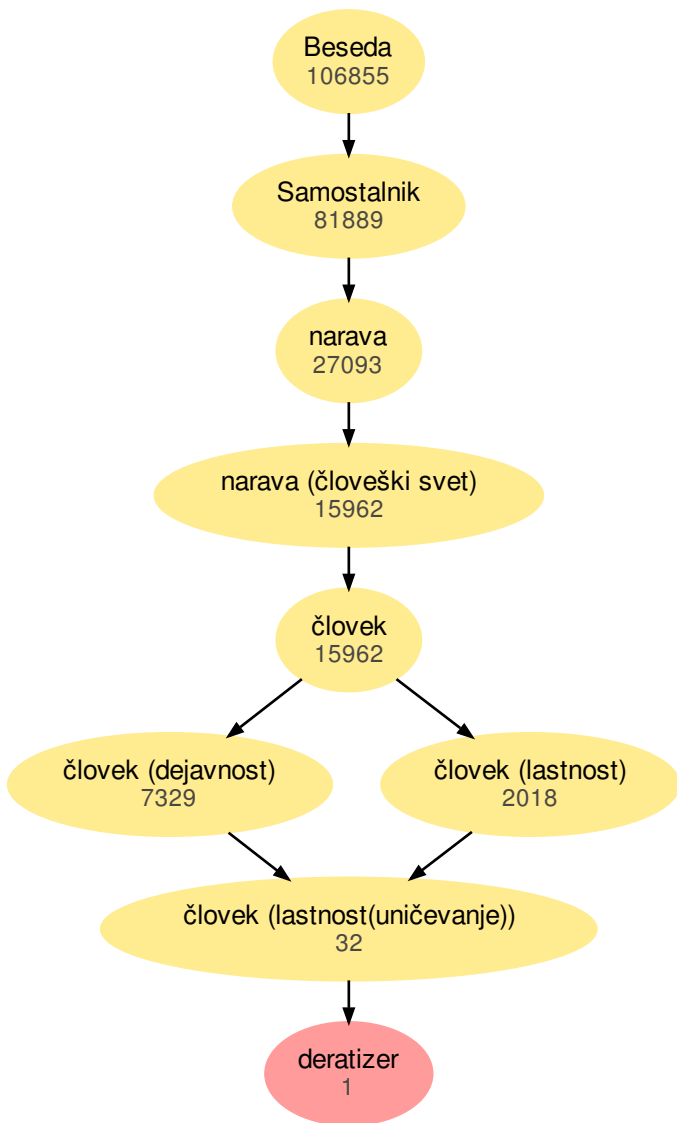 Beseda
106855
Samostalnik
81889
narava
27093
narava (človeški svet)
15962
človek
15962
človek (dejavnost)
7329
človek (lastnost)
2018
človek (lastnost(uničevanje))
32
deratizer
1